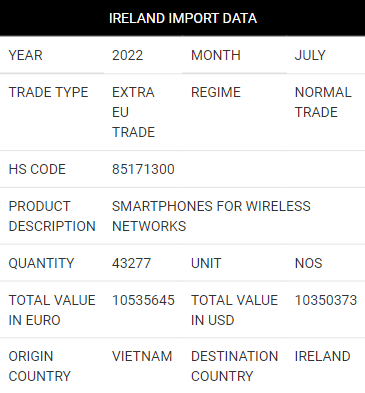 IRELAND IMPORT DATA
YEAR 2022 MONTH JULY
TRADE TYPE EXTRA REGIME NORMAL
EU TRADE
TRADE
HS CODE 85171300
PRODUCT SMARTPHONES FOR WIRELESS
DESCRIPTION NETWORKS
QUANTITY 43277 UNIT NOS
TOTAL VALUE 10535645 TOTAL VALUE 10350373
IN EURO IN USD
ORIGIN VIETNAM DESTINATION IRELAND
COUNTRY COUNTRY